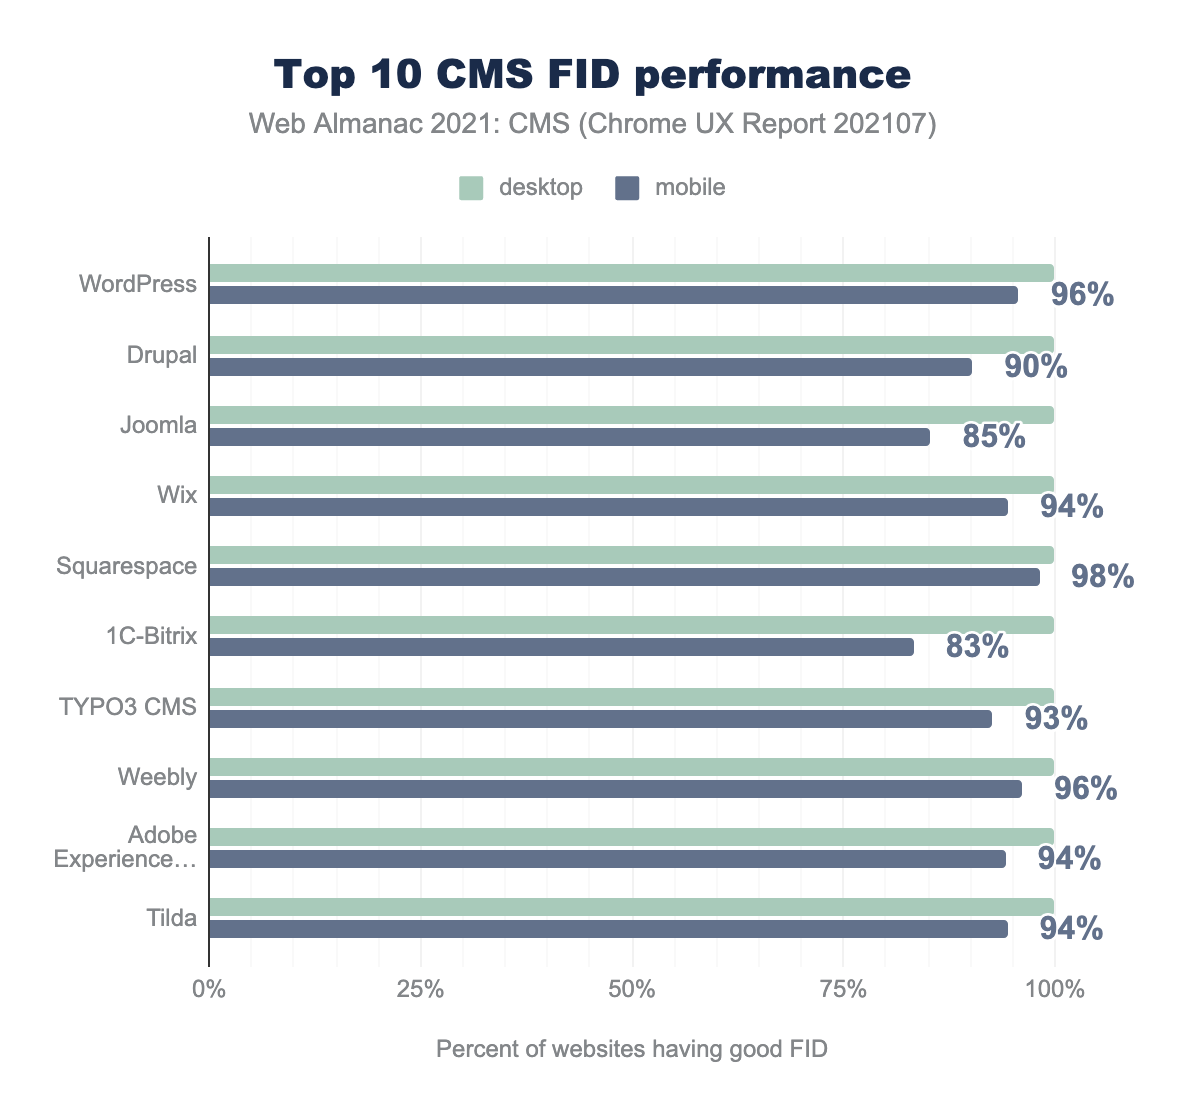 Top 10 CMS FID performance
Web Almanac 2021: CMS (Chrome UX Report 202107)
desktop mobile
WordPress 96%
Drupal 90%
Joomla 85%
Wix 94%
Squarespace 98%
1C-Bitrix 83%
TYPO3 CMS 93%
Weebly 96%
Adobe
Experience… 94%
Tilda 94%
0% 25% 50% 75% 100%
Percent of websites having good FID